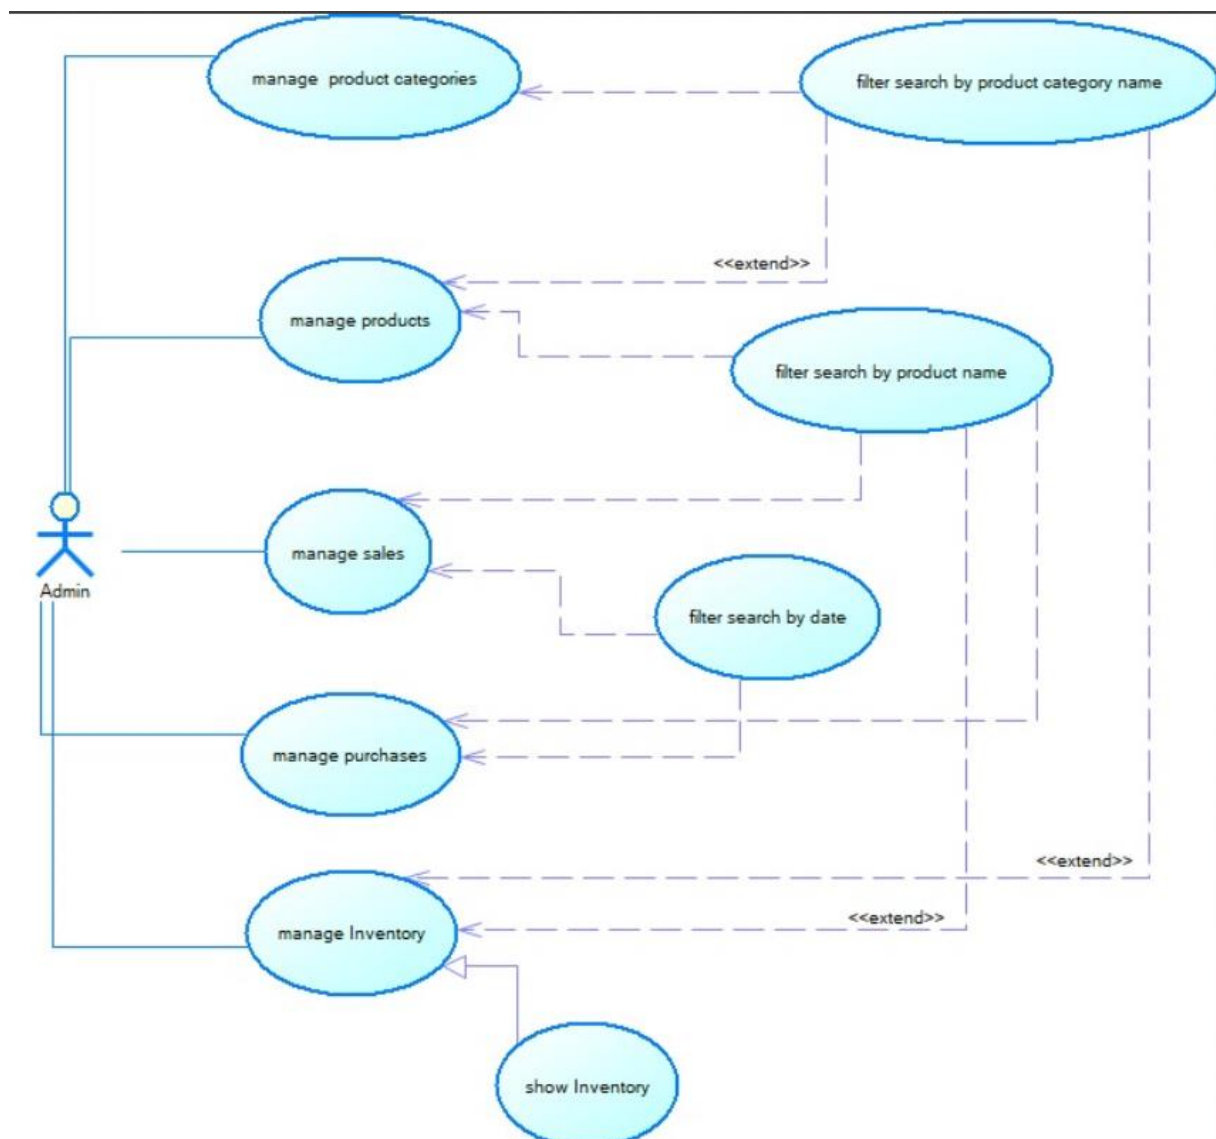 manage  product categories
filter search by product category name
<<extend>>
manage products
filter search by product name
manage sales
Admin
filter search by date
manage purchases
<<extend>>
<<extend>>
manage Inventory
show Inventory